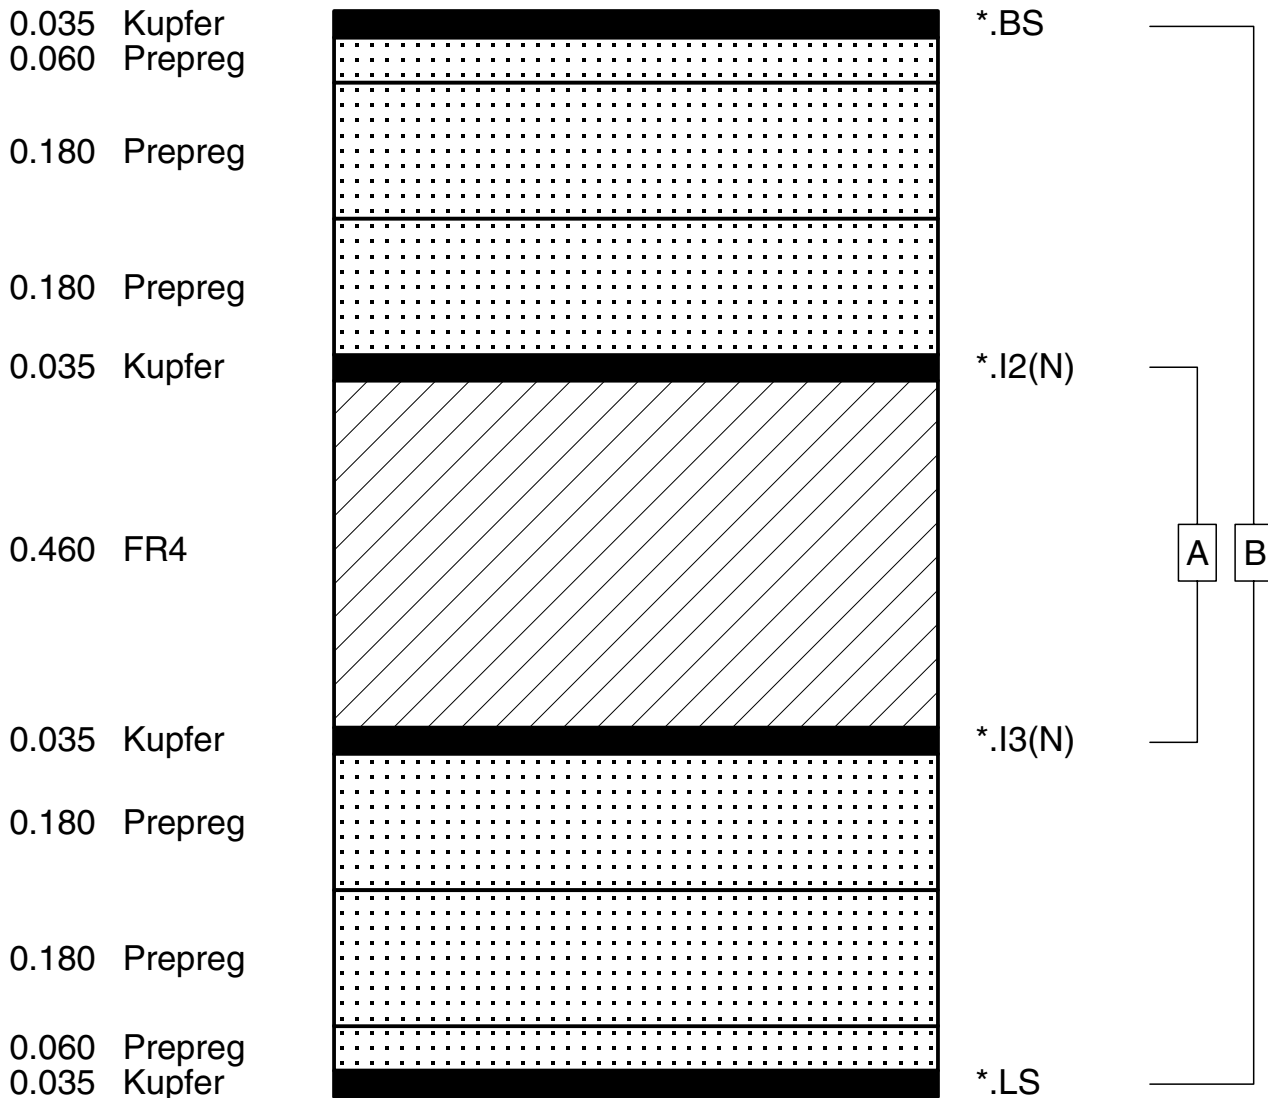 0.035 Kupfer *.BS
0.060 Prepreg
0.180 Prepreg
0.180 Prepreg
0.035 Kupfer *.I2(N)
0.460 FR4 A B
0.035 Kupfer *.I3(N)
0.180 Prepreg
0.180 Prepreg
0.060 Prepreg
0.035 Kupfer *.LS